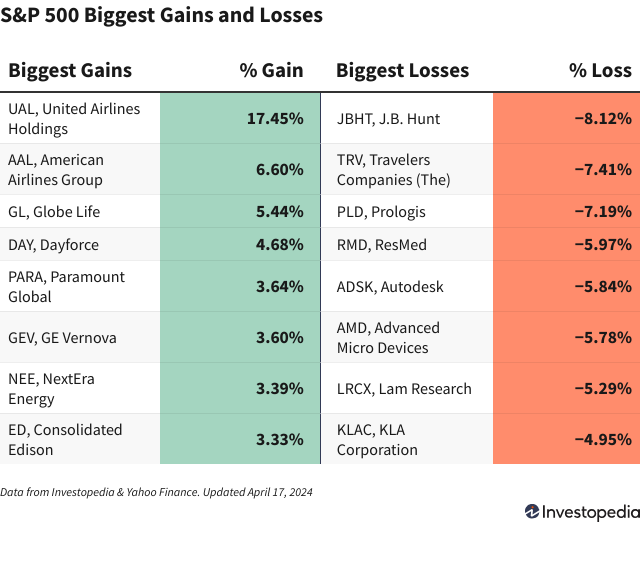 S&P 500 Biggest Gains and Losses
Biggest Gains % Gain Biggest Losses % Loss
UAL, United Airlines
Holdings
17.45%
JBHT, J.B. Hunt
−8.12%
AAL, American
Airlines Group
6.60%
TRV, Travelers
Companies (The)
−7.41%
GL, Globe Life
5.44%
PLD, Prologis
−7.19%
DAY, Dayforce
4.68%
RMD, ResMed
−5.97%
PARA, Paramount
Global
3.64%
ADSK, Autodesk
−5.84%
GEV, GE Vernova
3.60%
AMD, Advanced
Micro Devices
−5.78%
NEE, NextEra
Energy
3.39%
LRCX, Lam Research
−5.29%
ED, Consolidated
Edison
3.33%
KLAC, KLA
Corporation
−4.95%
Data from Investopedia & Yahoo Finance. Updated April 17, 2024
Investopedia